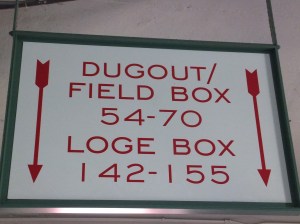 DUGOUT/
FIELD BOX
54-70
LOGE BOX
142-155